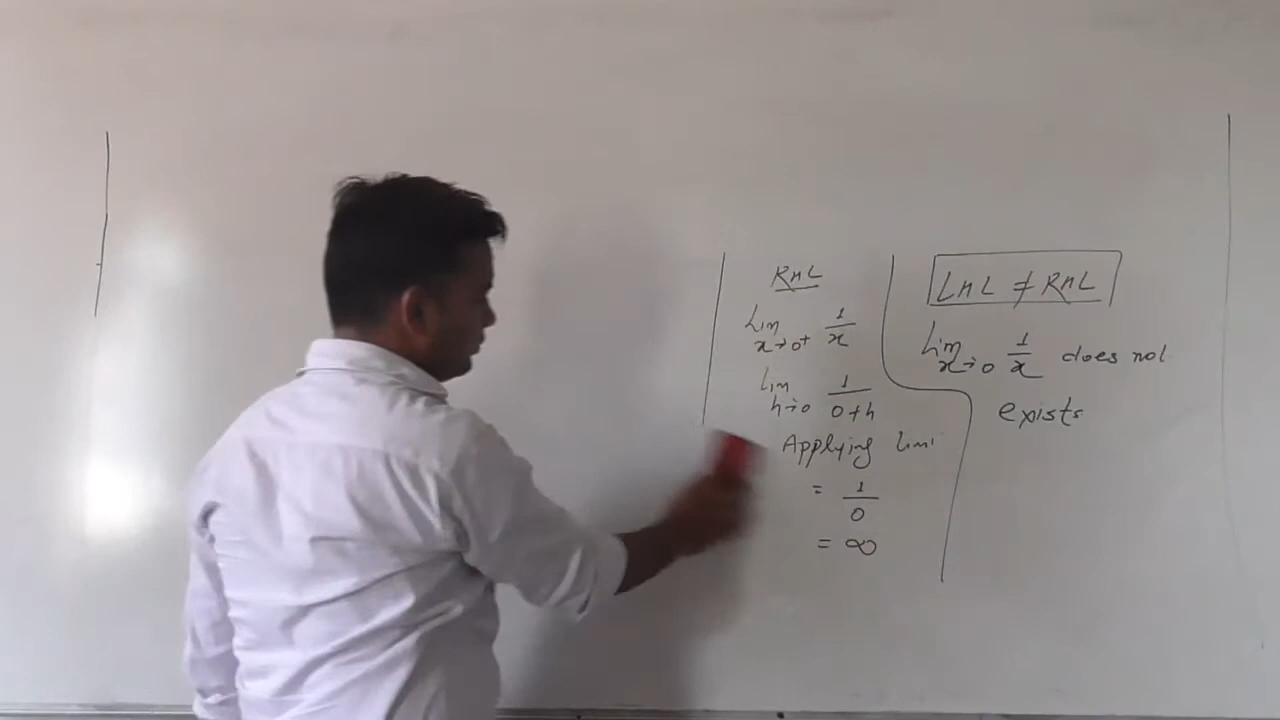 RHL
Lim x→0+ 1/x
Lim h→0 1/0+h
Applying Limi
= 1/0
= ∞
LHL ≠ RHL
Lim x→0 1/x does not
exists